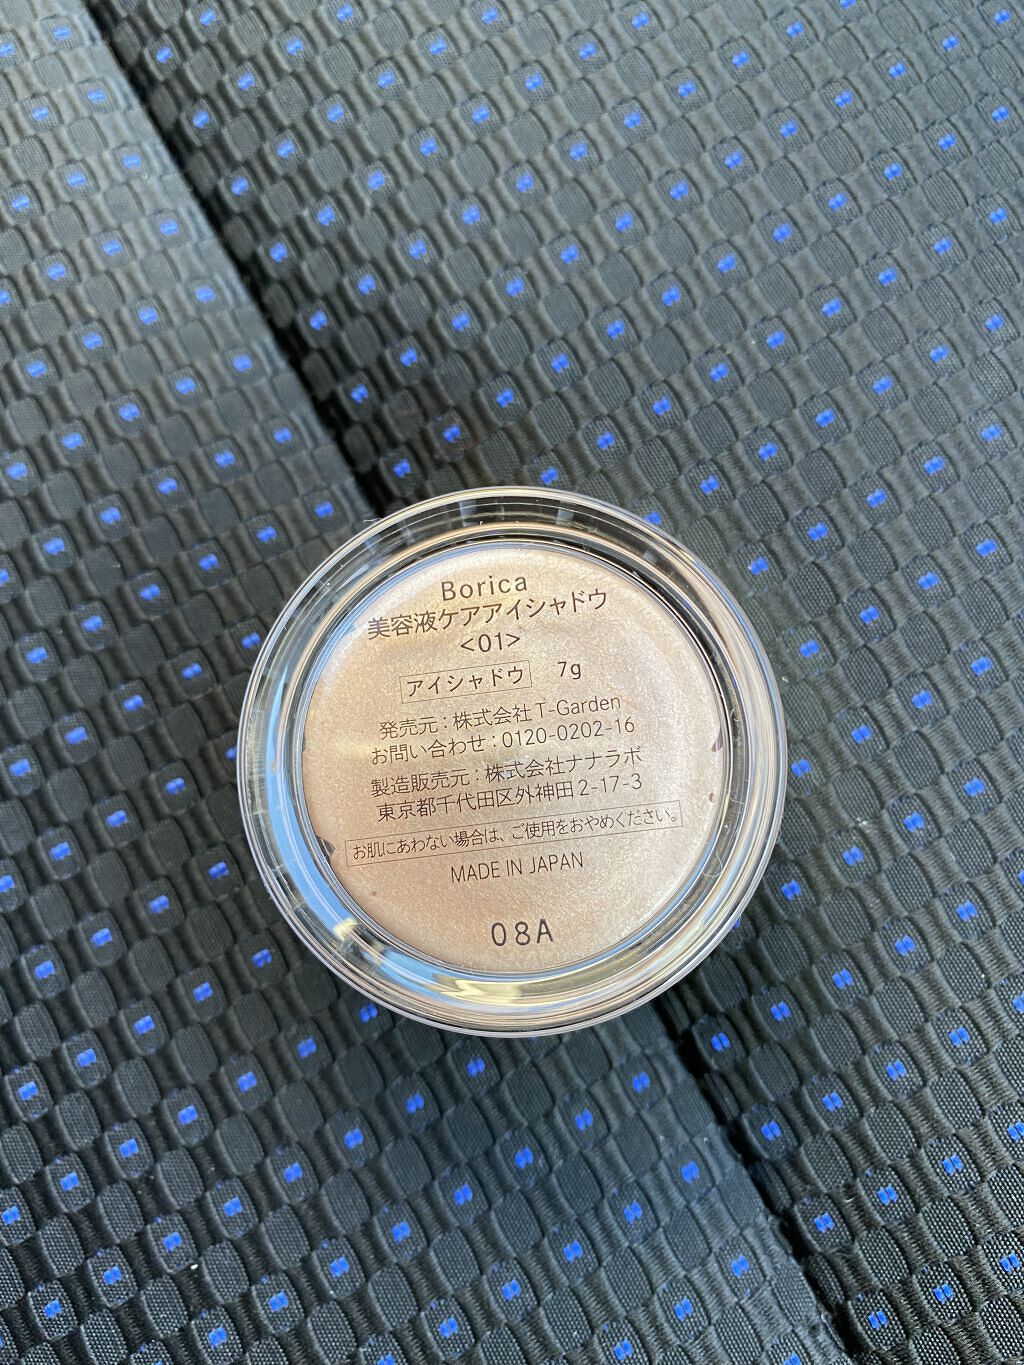 Borica
美容液ケアアイシャドウ
<01>
アイシャドウ 7g
発売元：株式会社T-Garden
お問い合わせ：0120-0202-16
製造販売元：株式会社ナナラボ
東京都千代田区外神田2-17-3
お肌にあわない場合は、ご使用をおやめください。
MADE IN JAPAN
08A